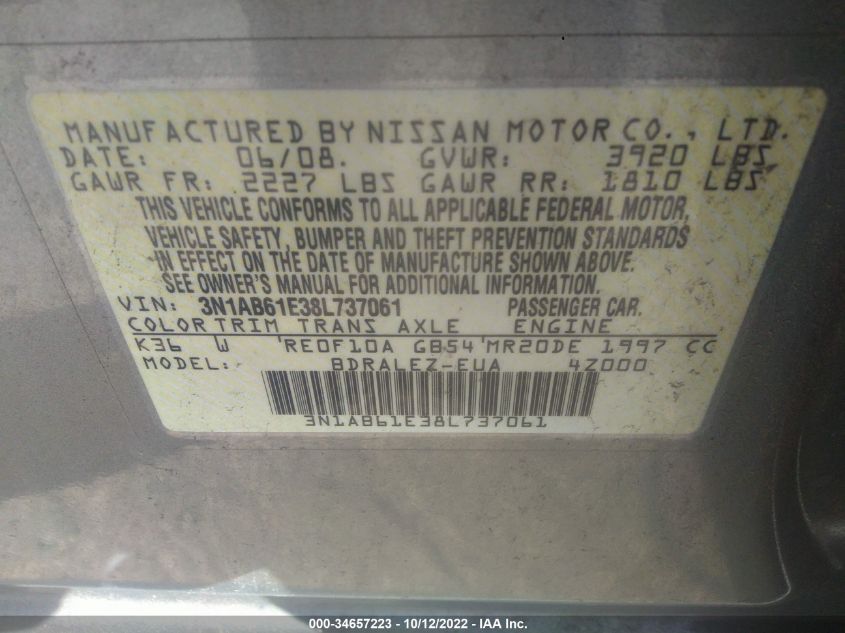 MANUFACTURED BY NISSAN MOTOR CO., LTD.
DATE: 06/08. GVWR: 3920 LBS
GAWR FR: 2227 LBS GAWR RR: 1810 LBS
THIS VEHICLE CONFORMS TO ALL APPLICABLE FEDERAL MOTOR,
VEHICLE SAFETY, BUMPER AND THEFT PREVENTION STANDARDS
IN EFFECT ON THE DATE OF MANUFACTURE SHOWN ABOVE.
SEE OWNER'S MANUAL FOR ADDITIONAL INFORMATION.
VIN: 3N1AB61E38L737061 PASSENGER CAR.
COLOR TRIM TRANS AXLE ENGINE
K36 W RE0F10A GB54 MR20DE 1997 CC
MODEL: BDRALEZ-EUA 4Z000
3N1AB61E38L737061
000-34657223 - 10/12/2022 - IAA Inc.